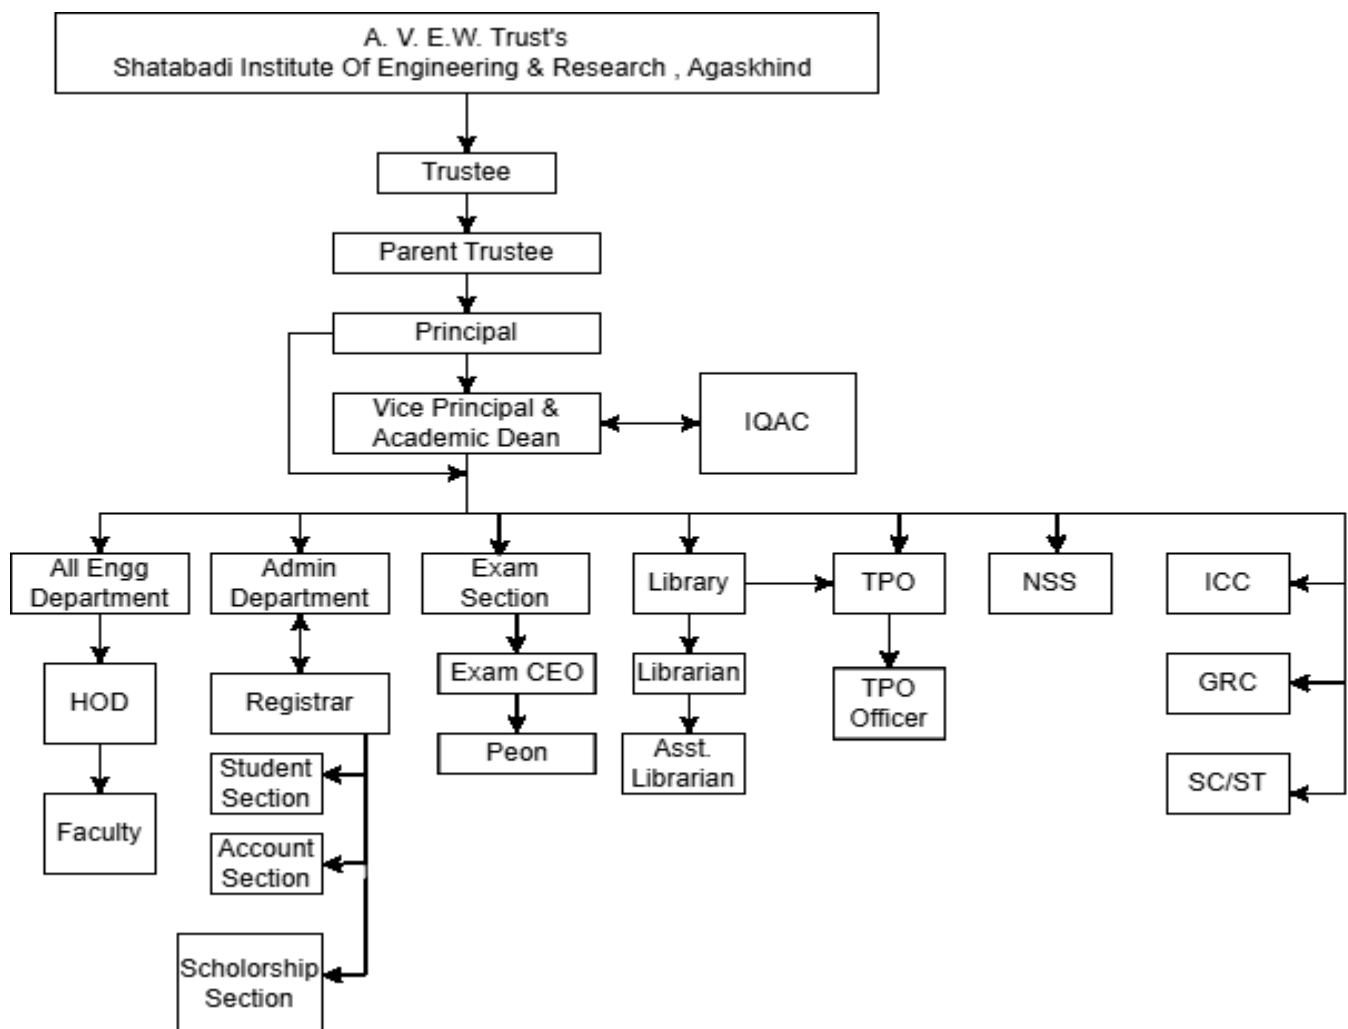 A. V. E.W. Trust's
Shatabadi Institute Of Engineering & Research , Agaskhind
Trustee
Parent Trustee
Principal
Vice Principal &
Academic Dean
IQAC
All Engg
Department
Admin
Department
Exam
Section
Library
TPO
NSS
ICC
HOD
Registrar
Exam CEO
Librarian
TPO
Officer
GRC
Faculty
Student
Section
Peon
Asst.
Librarian
SC/ST
Account
Section
Scholorship
Section